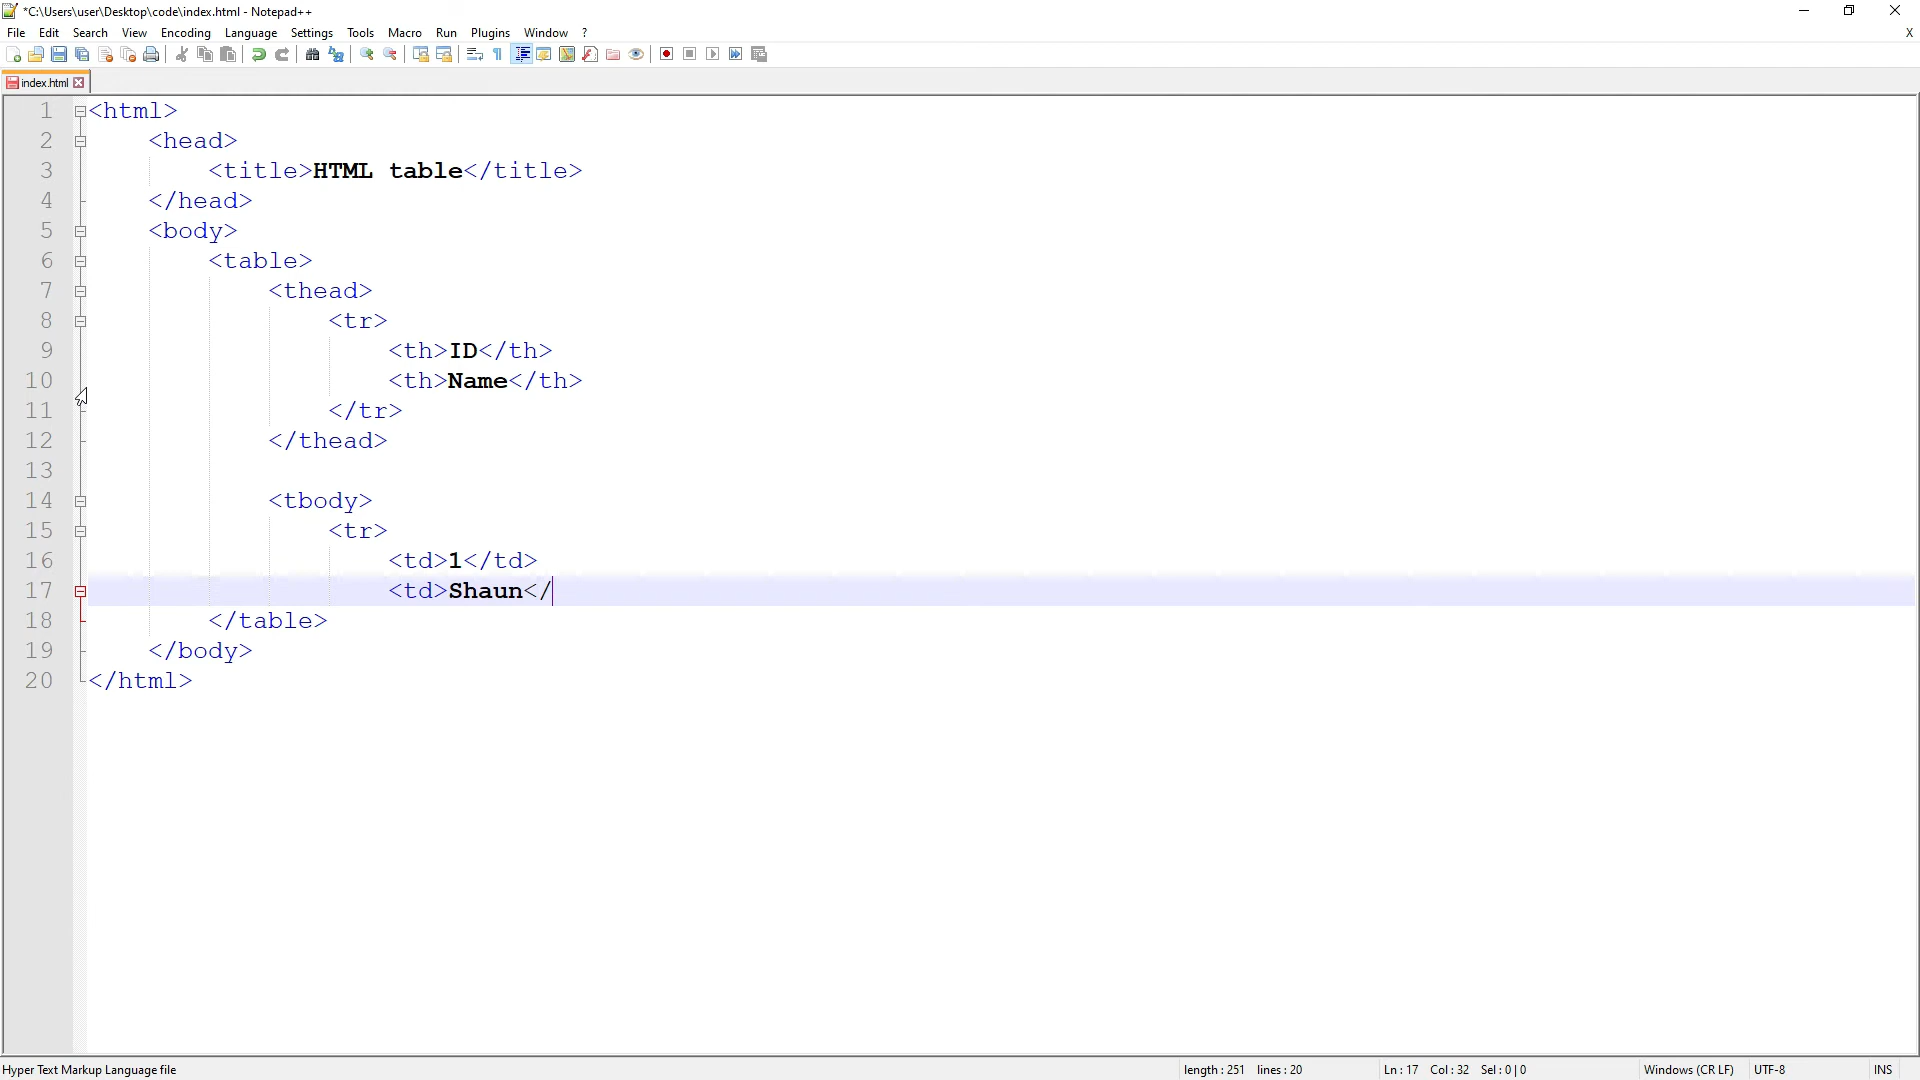 *C:\Users\user\Desktop\code\index.html - Notepad++
File Edit Search View Encoding Language Settings Tools Macro Run Plugins Window ? X
index.html
1 <html>
2 <head>
3 <title>HTML table</title>
4 </head>
5 <body>
6 <table>
7 <thead>
8 <tr>
9 <th>ID</th>
10 <th>Name</th>
11 </tr>
12 </thead>
13
14 <tbody>
15 <tr>
16 <td>1</td>
17 <td>Shaun</
18 </table>
19 </body>
20 </html>
Hyper Text Markup Language file length : 251 lines : 20 Ln : 17 Col : 32 Sel : 0 | 0 Windows (CR LF) UTF-8 INS